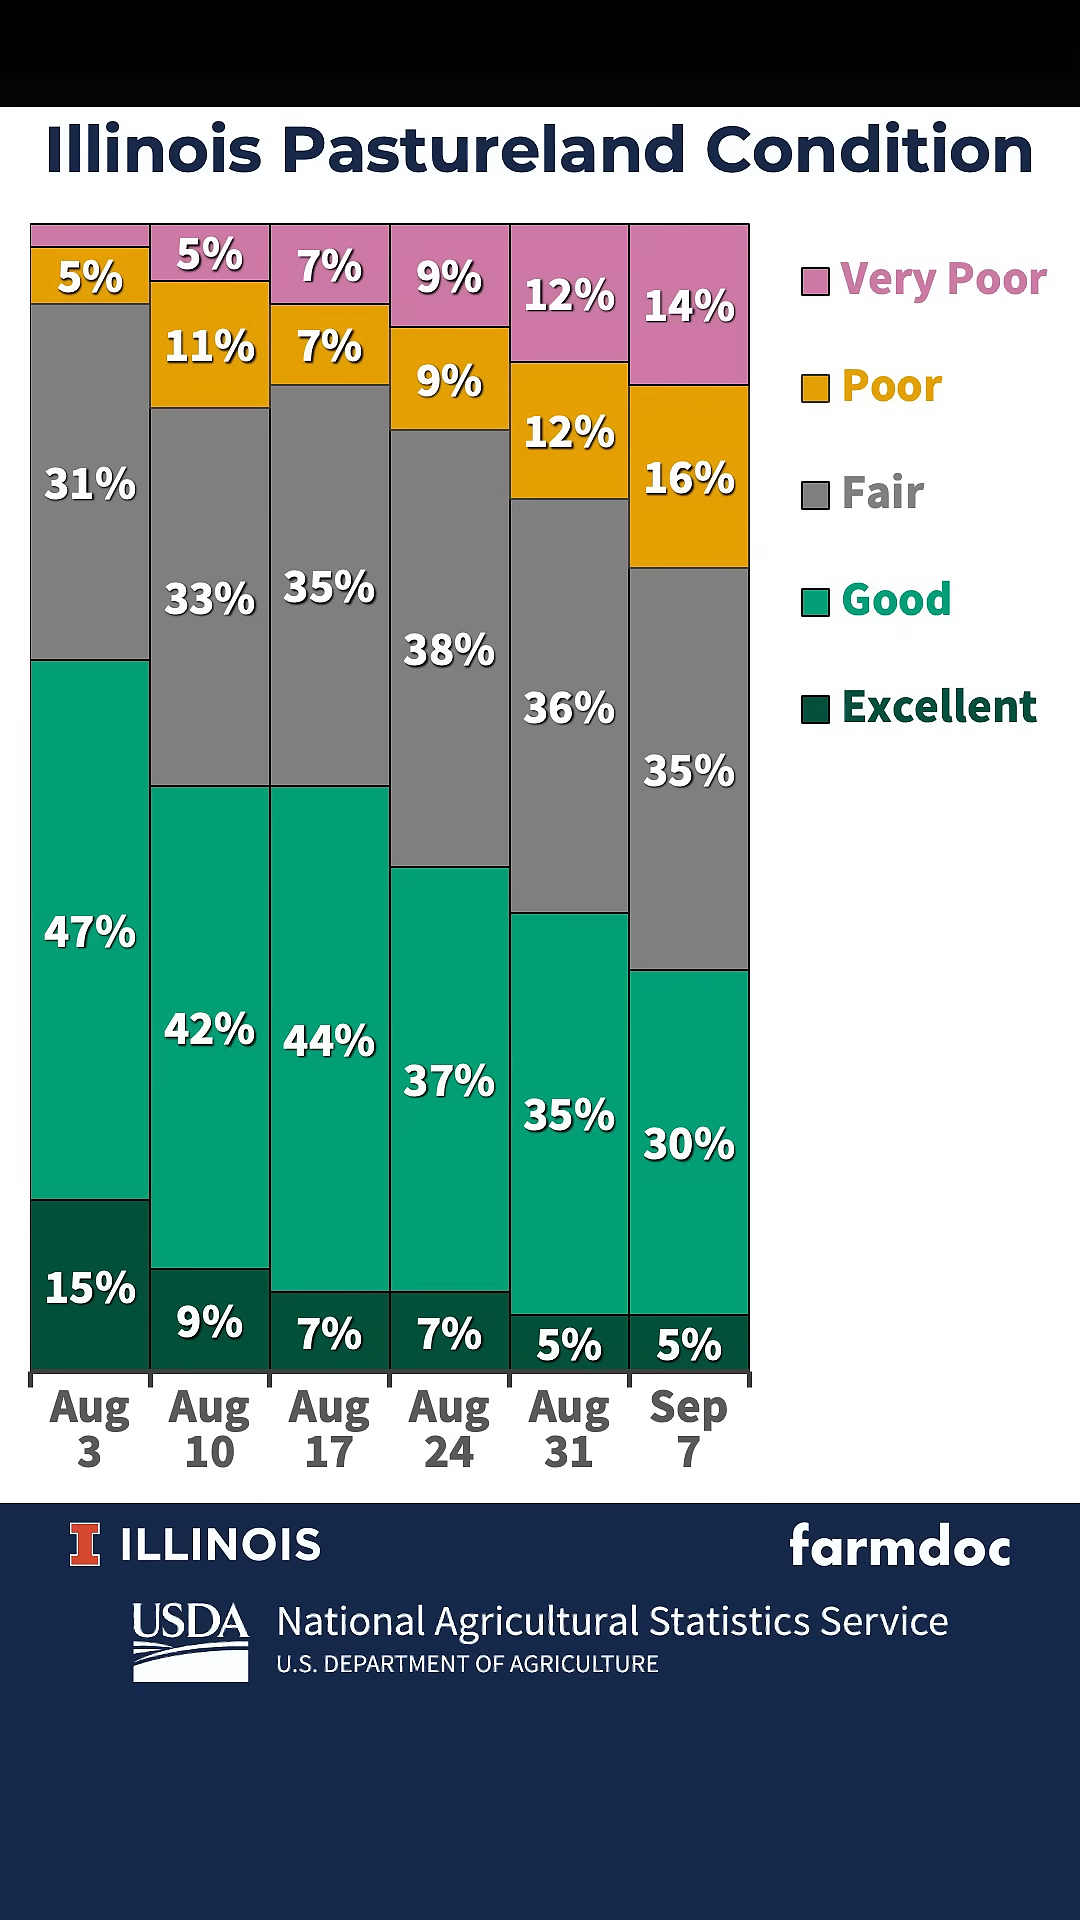 Illinois Pastureland Condition
5% 7% 9% 12% 14%
5% 11% 7% 9% 12% 16%
31% 33% 35% 38% 36% 35%
47% 42% 44% 37% 35% 30%
15% 9% 7% 7% 5% 5%
Aug 3
Aug 10
Aug 17
Aug 24
Aug 31
Sep 7
Very Poor
Poor
Fair
Good
Excellent
I ILLINOIS
farmdoc
USDA
National Agricultural Statistics Service
U.S. DEPARTMENT OF AGRICULTURE